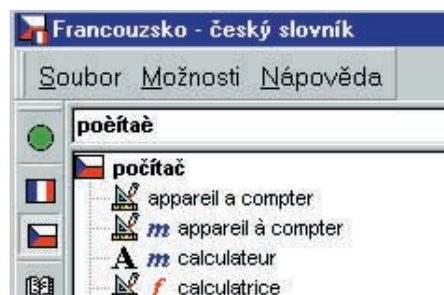 Francouzsko - český slovník
Soubor Možnosti Nápověda
poèítaè
počítač
appareil a compter
m appareil à compter
A m calculateur
f calculatrice